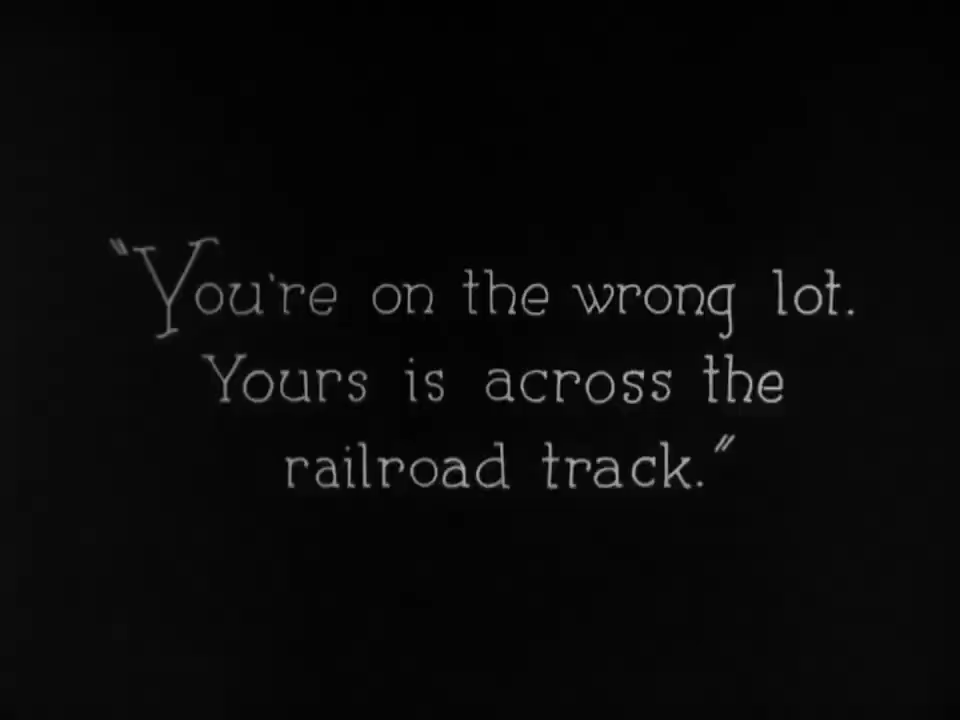 "You're on the wrong lot.
Yours is across the
railroad track."